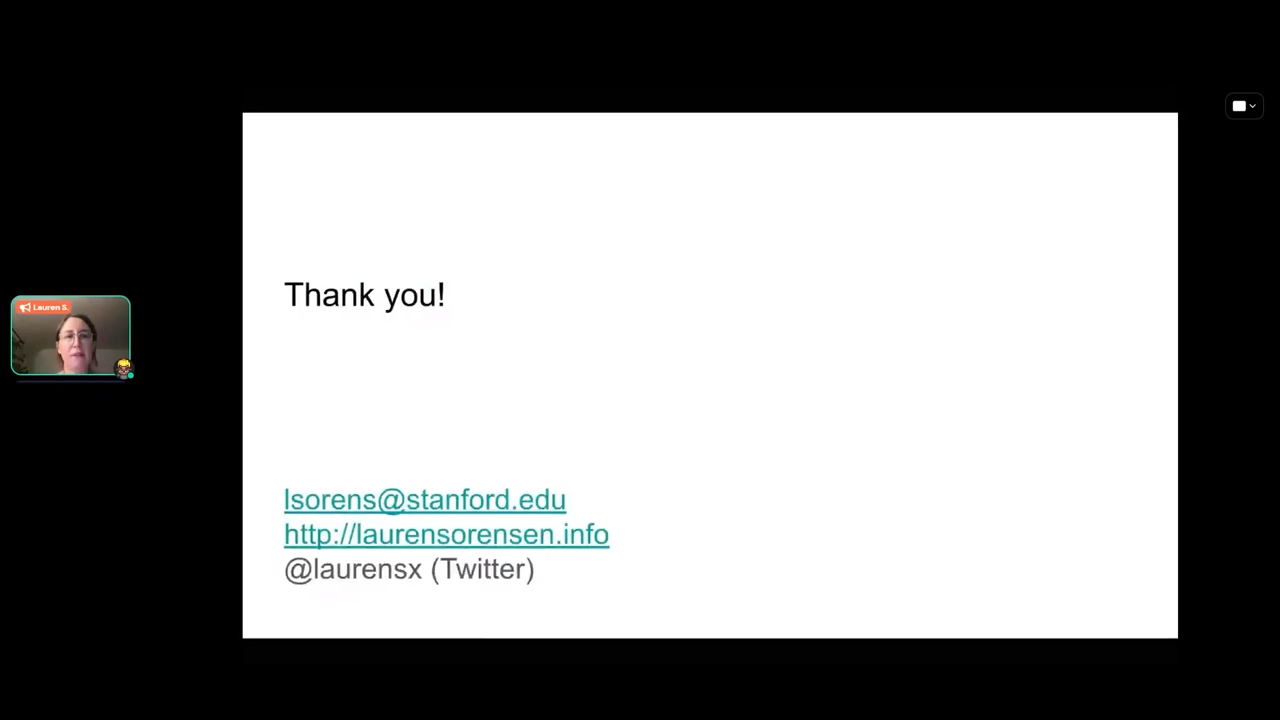 Lauren S.
Thank you!
lsorens@stanford.edu
http://laurensorensen.info
@laurensx (Twitter)